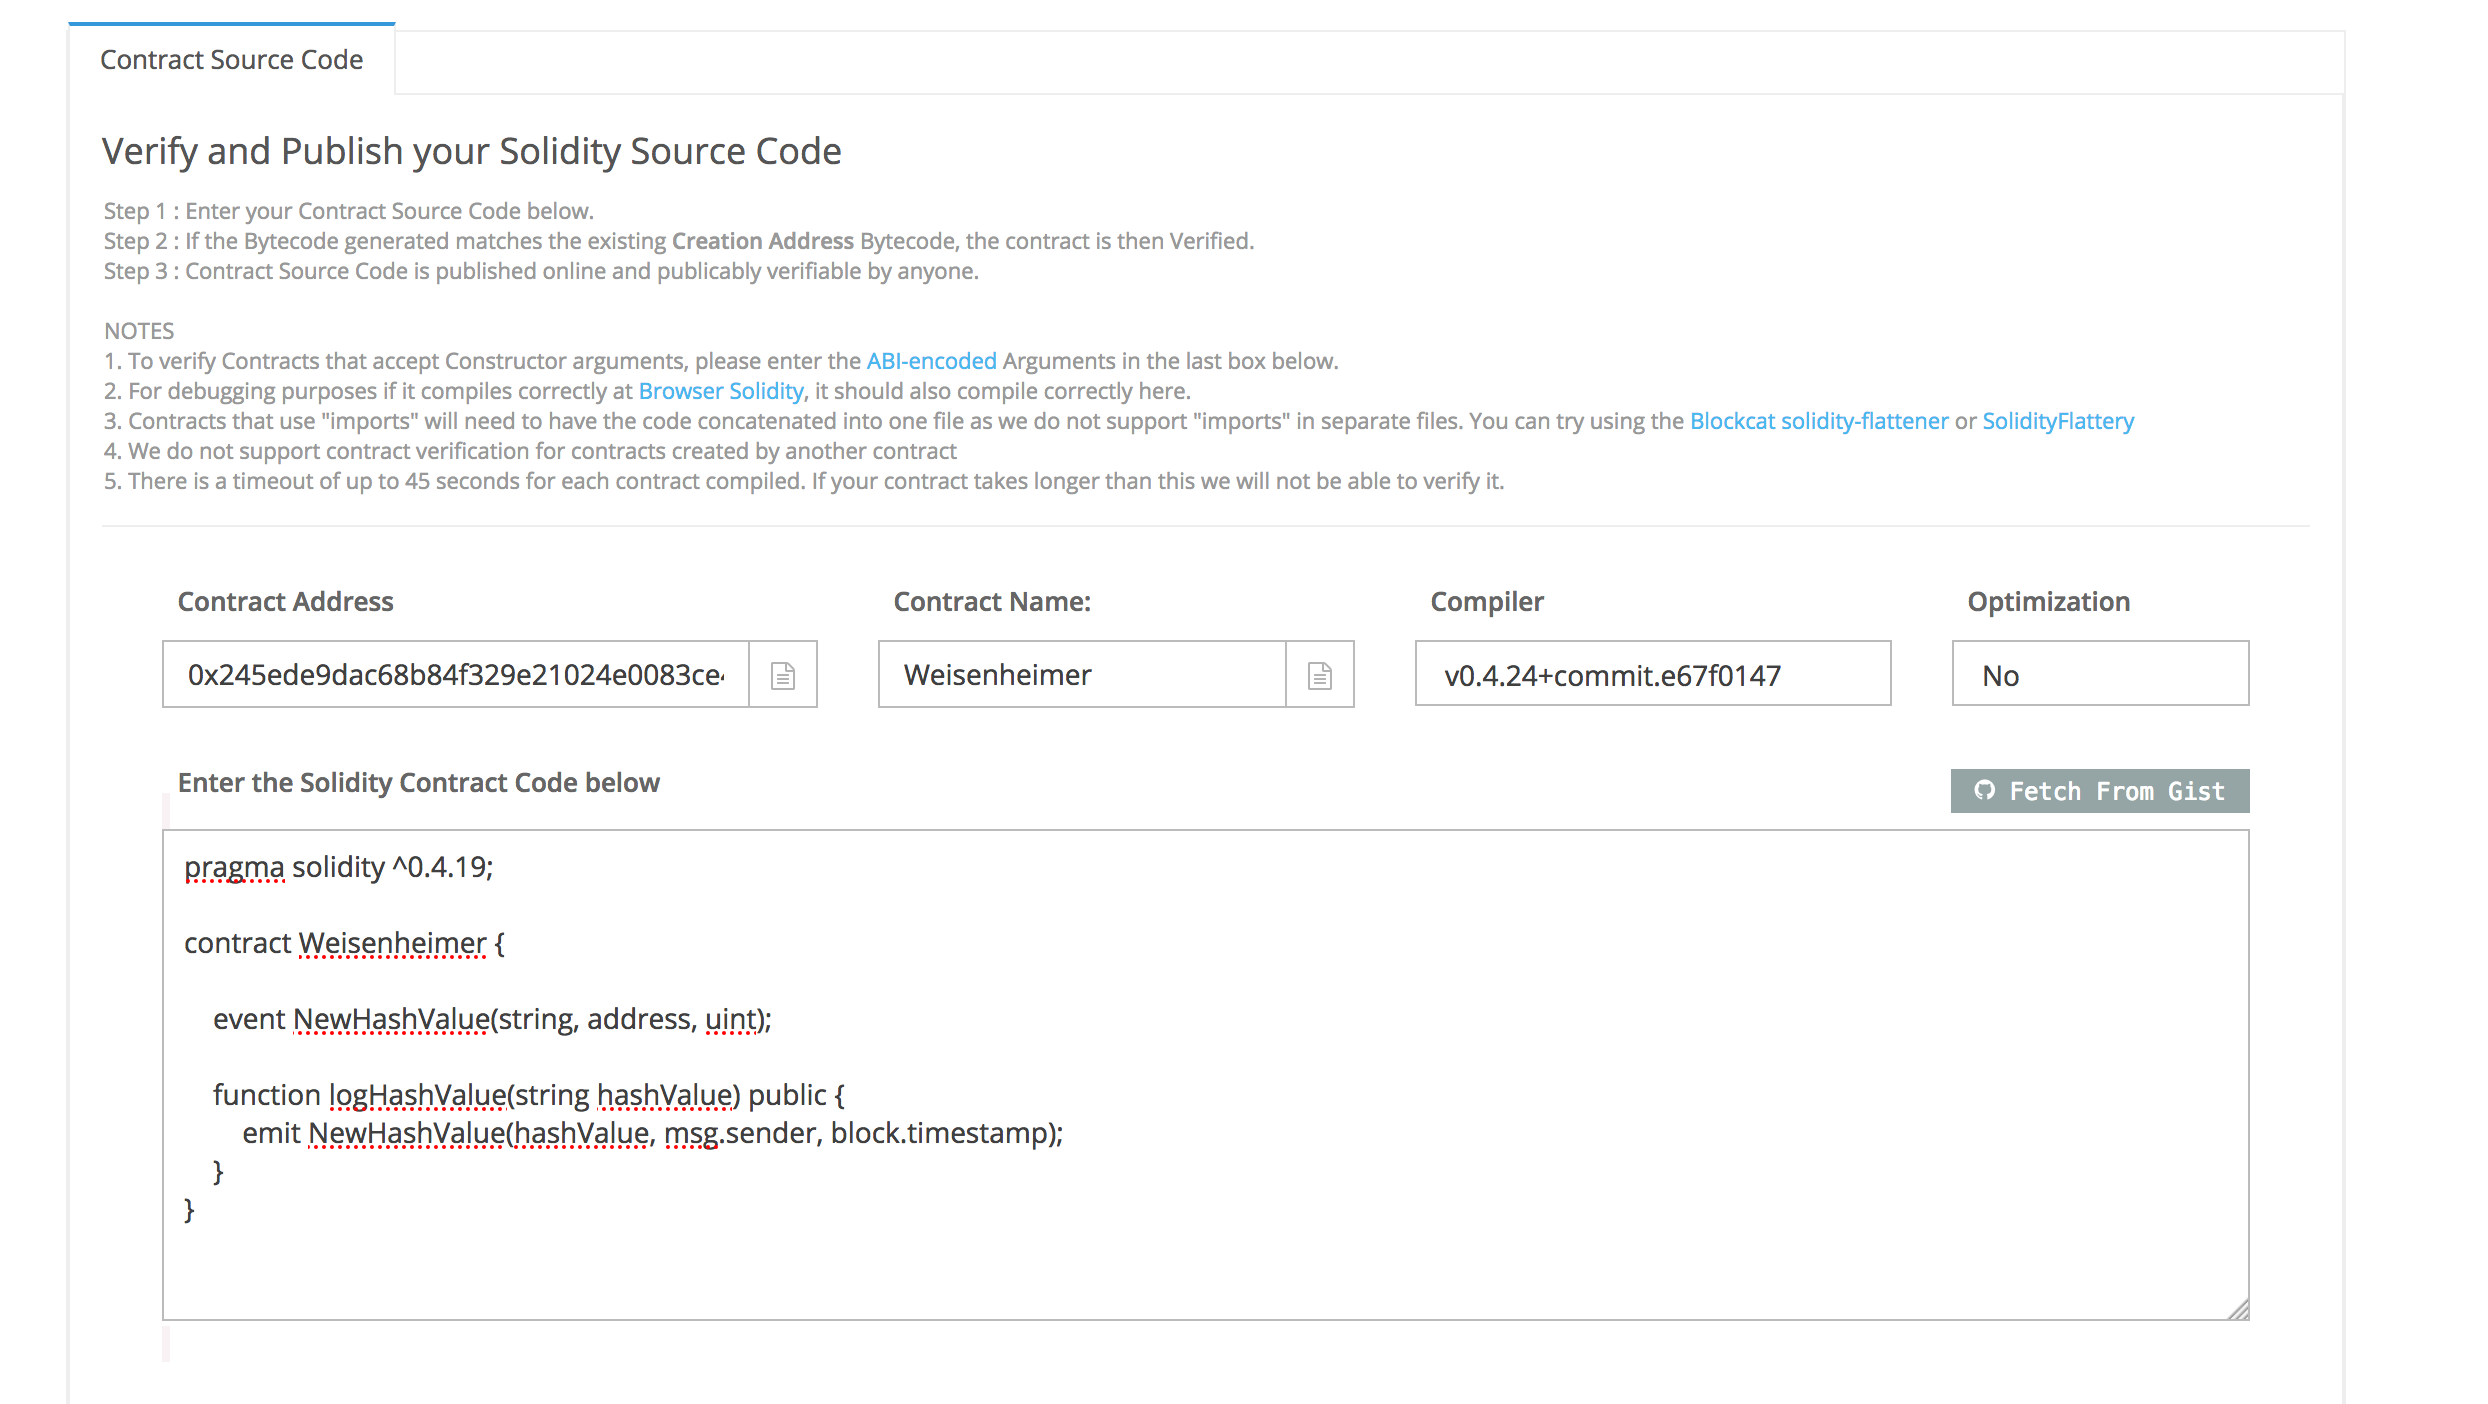 Contract Source Code
Verify and Publish your Solidity Source Code
Step 1 : Enter your Contract Source Code below.
Step 2 : If the Bytecode generated matches the existing Creation Address Bytecode, the contract is then Verified.
Step 3 : Contract Source Code is published online and publicably verifiable by anyone.
NOTES
1. To verify Contracts that accept Constructor arguments, please enter the ABI-encoded Arguments in the last box below.
2. For debugging purposes if it compiles correctly at Browser Solidity, it should also compile correctly here.
3. Contracts that use "imports" will need to have the code concatenated into one file as we do not support "imports" in separate files. You can try using the Blockcat solidity-flattener or SolidityFlattery
4. We do not support contract verification for contracts created by another contract
5. There is a timeout of up to 45 seconds for each contract compiled. If your contract takes longer than this we will not be able to verify it.
Contract Address Contract Name: Compiler Optimization
0x245ede9dac68b84f329e21024e0083ce Weisenheimer v0.4.24+commit.e67f0147 No
Enter the Solidity Contract Code below
Fetch From Gist
pragma solidity ^0.4.19;
contract Weisenheimer {
event NewHashValue(string, address, uint);
function logHashValue(string hashValue) public {
emit NewHashValue(hashValue, msg.sender, block.timestamp);
}
}